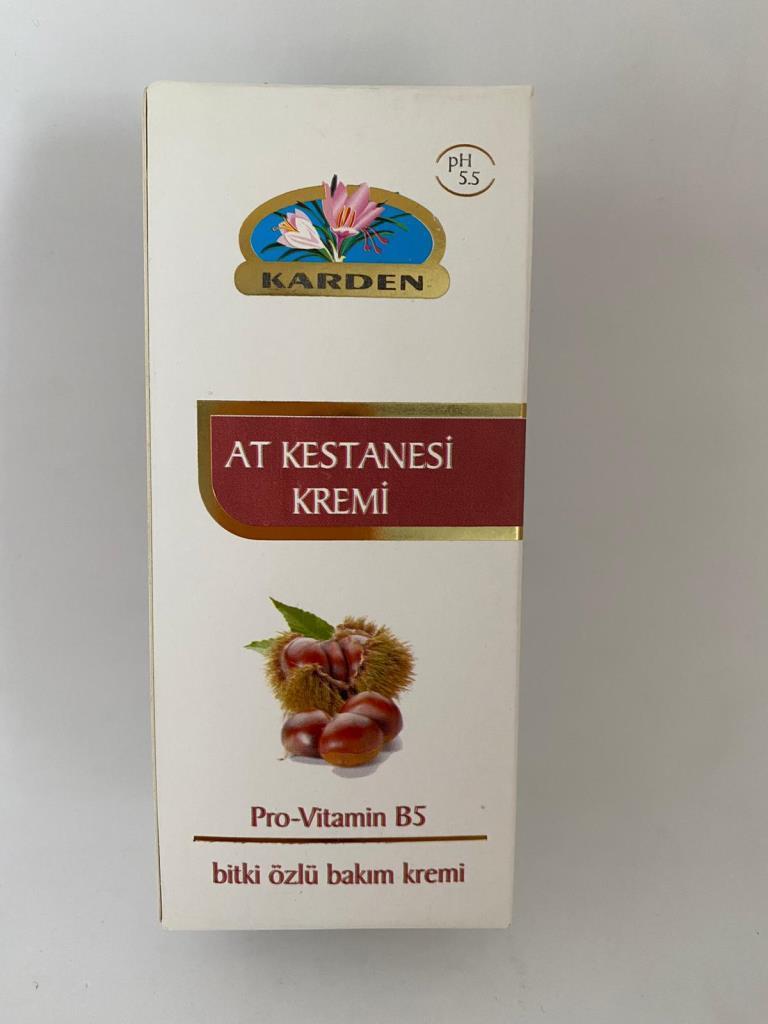 pH
5.5
KARDEN
AT KESTANESİ
KREMİ
Pro-Vitamin B5
bitki özlü bakım kremi